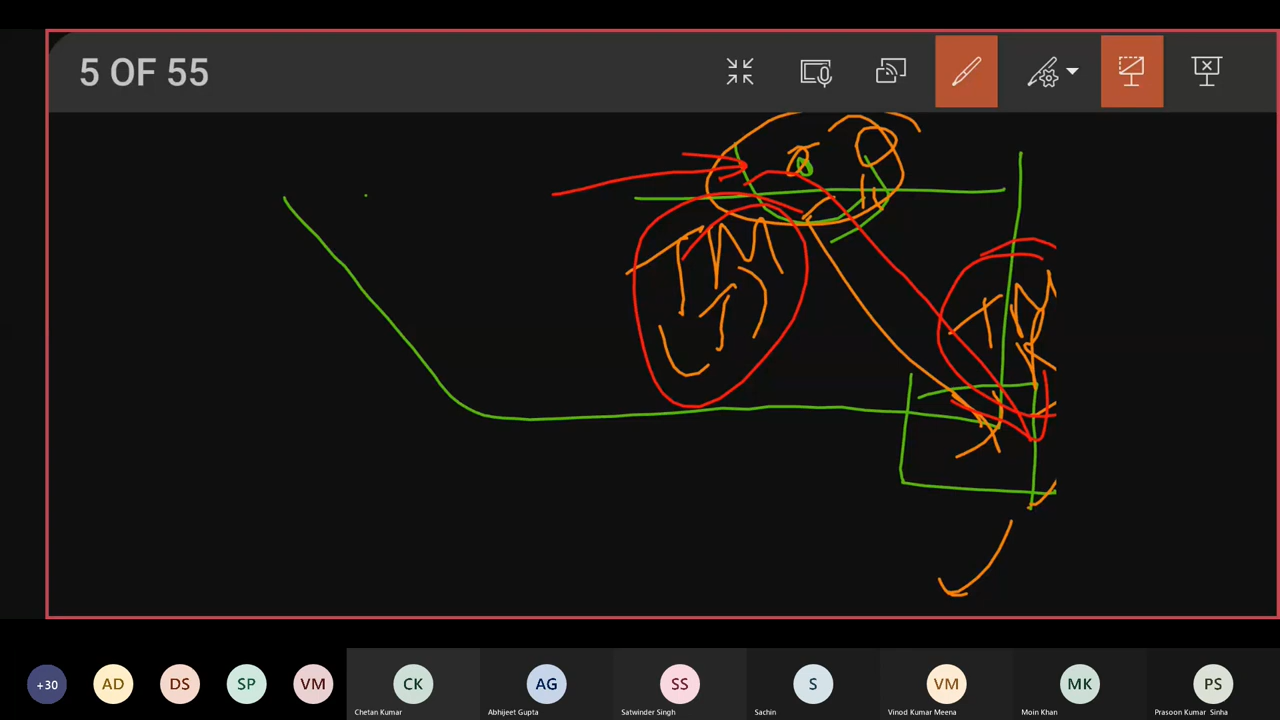 5 OF 55
+30 AD DS SP VM CK AG SS S VM MK PS
Chetan Kumar Abhijeet Gupta Satwinder Singh Sachin Vinod Kumar Meena Moin Khan Prasoon Kumar Sinha